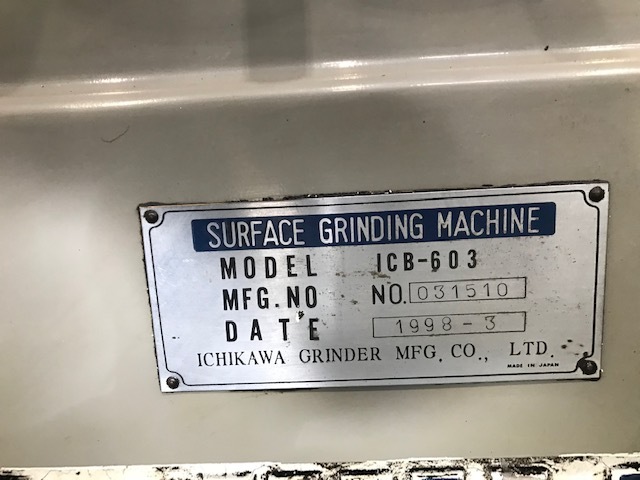 SURFACE GRINDING MACHINE
MODEL ICB-603
MFG.NO NO.031510
DATE 1998-3
ICHIKAWA GRINDER MFG. CO., LTD.
MADE IN JAPAN